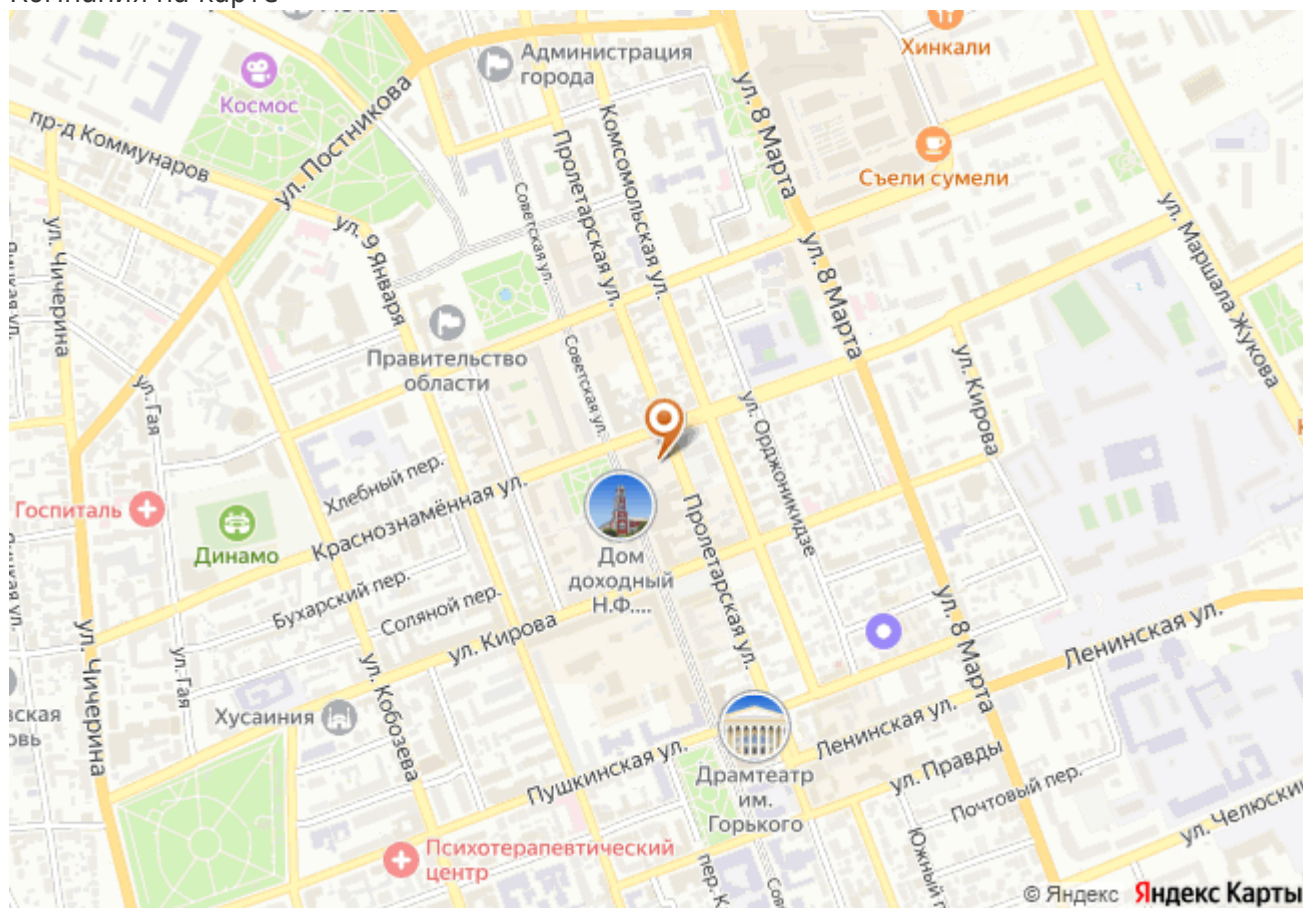 Компания на карте
Администрация
города
Хинкали
Космос
ул. Постникова
ул. 8 Марта
пр-д Коммунаров
Пролетарская ул.
Комсомольская ул.
Съели сумели
Советская ул.
ул. Чичерина
ул. 9 Января
ул. 8 Марта
ул. Маршала Жукова
Правительство
области
Советская ул.
ул. Гая
ул. Кирова
ул. Орджоникидзе
Хлебный пер.
Госпиталь
Краснознамённая ул.
Динамо
Пролетарская ул.
Дом
доходный
Н.Ф....
Бухарский пер.
Соляной пер.
ул. Кирова
ул. 8 Марта
Ленинская ул.
ул. Чичерина
ул. Гая
ул. Кобозева
Хусаиния
Ленинская ул.
Пушкинская ул.
ул. Правды
Драмтеатр
им.
Горького
Почтовый пер.
Психотерапевтический
центр
© Яндекс Яндекс Карты